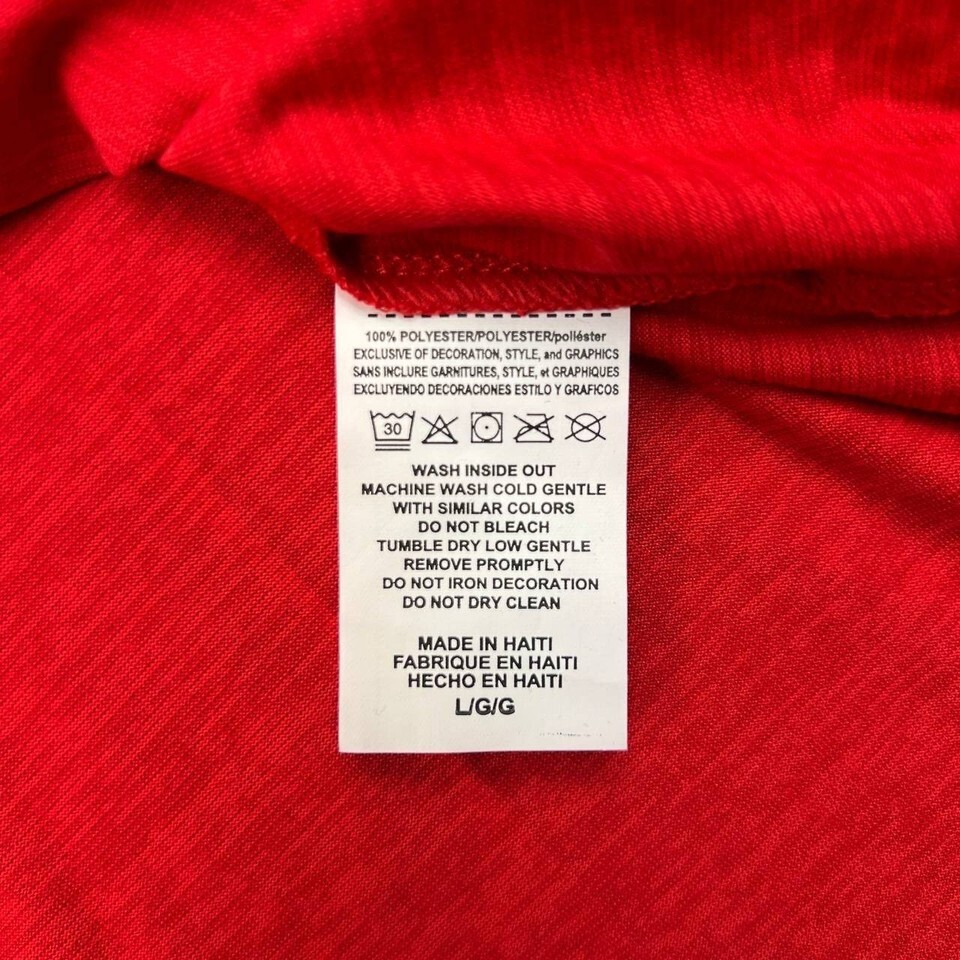 100% POLYESTER/POLYESTER/poliéster
EXCLUSIVE OF DECORATION, STYLE, and GRAPHICS
SANS INCLURE GARNITURES, STYLE, et GRAPHIQUES
EXCLUYENDO DECORACIONES ESTILO Y GRAFICOS
30
WASH INSIDE OUT
MACHINE WASH COLD GENTLE
WITH SIMILAR COLORS
DO NOT BLEACH
TUMBLE DRY LOW GENTLE
REMOVE PROMPTLY
DO NOT IRON DECORATION
DO NOT DRY CLEAN
MADE IN HAITI
FABRIQUE EN HAITI
HECHO EN HAITI
L/G/G